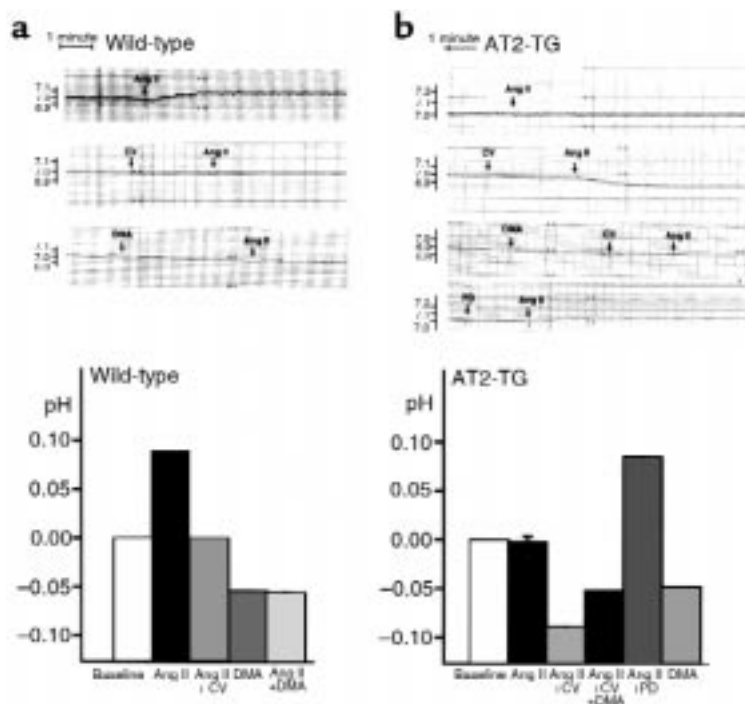 a
1 minute
Wild-type
Ang II
7.1
7.0
6.9
CV Ang II
7.1
7.0
6.9
DMA Ang II
7.1
7.0
Wild-type
pH
0.10
0.05
0.00
−0.05
−0.10
Baseline Ang II Ang II DMA Ang II
CV +DMA
b
1 minute
AT2-TG
Ang II
7.1
7.0
CV Ang II
7.1
7.0
6.9
DMA CV Ang II
PD Ang II
7.1
7.0
AT2-TG
pH
0.10
0.05
0.00
−0.05
−0.10
Baseline Ang II Ang II Ang II Ang II DMA
CV CV PD
+DMA